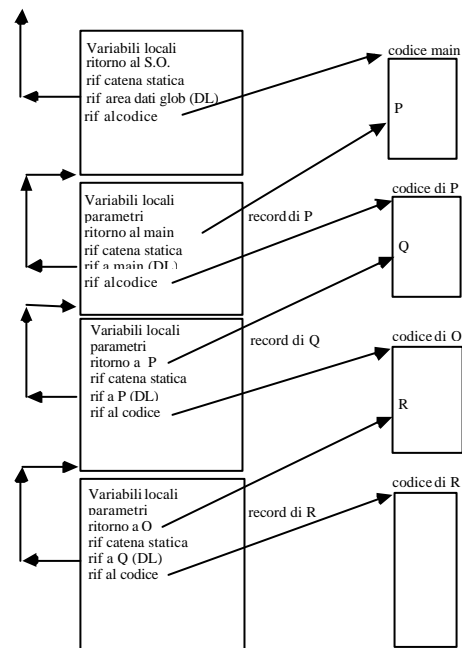 Variabili locali
ritorno al S.O.
rif catena statica
rif area dati glob (DL)
rif al codice
codice main
P
Variabili locali
parametri
ritorno al main
rif catena statica
rif a main (DL)
rif al codice
record di P
codice di P
Q
Variabili locali
parametri
ritorno a P
rif catena statica
rif a P (DL)
rif al codice
record di Q
codice di O
R
Variabili locali
parametri
ritorno a O
rif catena statica
rif a Q (DL)
rif al codice
record di R
codice di R